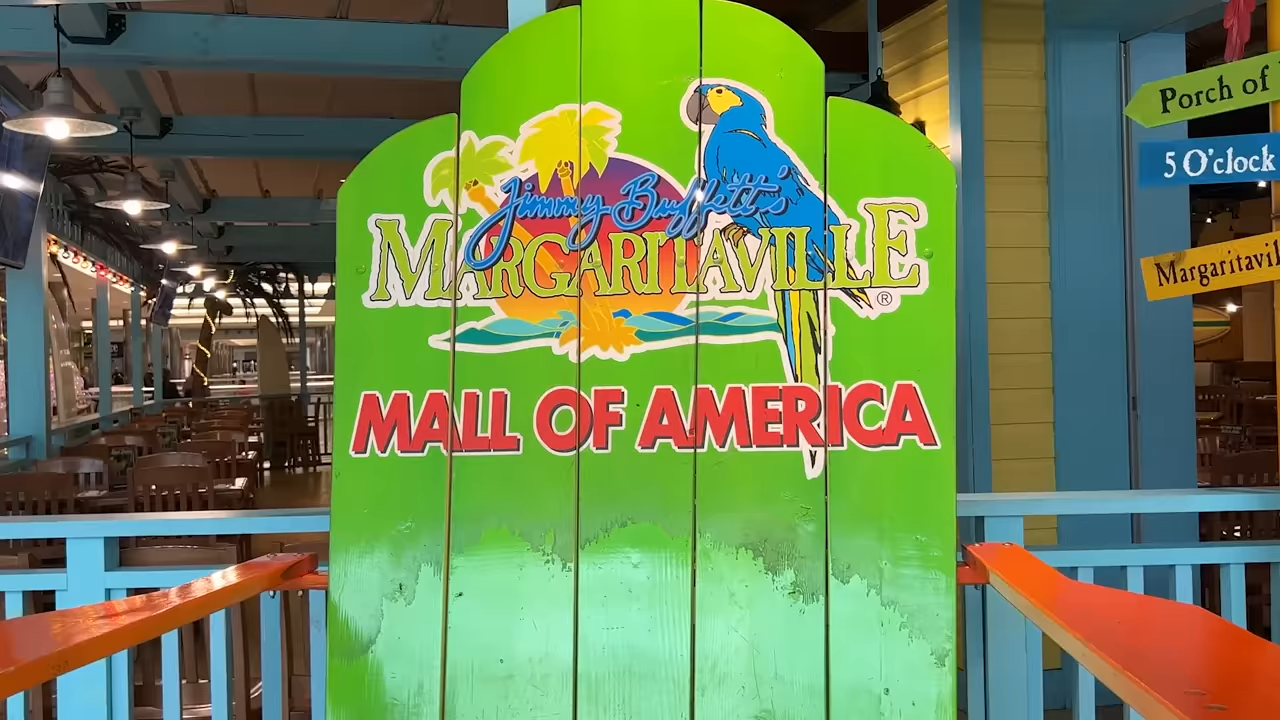 Jimmy Buffett's
MARGARITAVILLE
®
MALL OF AMERICA
Porch of
5 O'clock